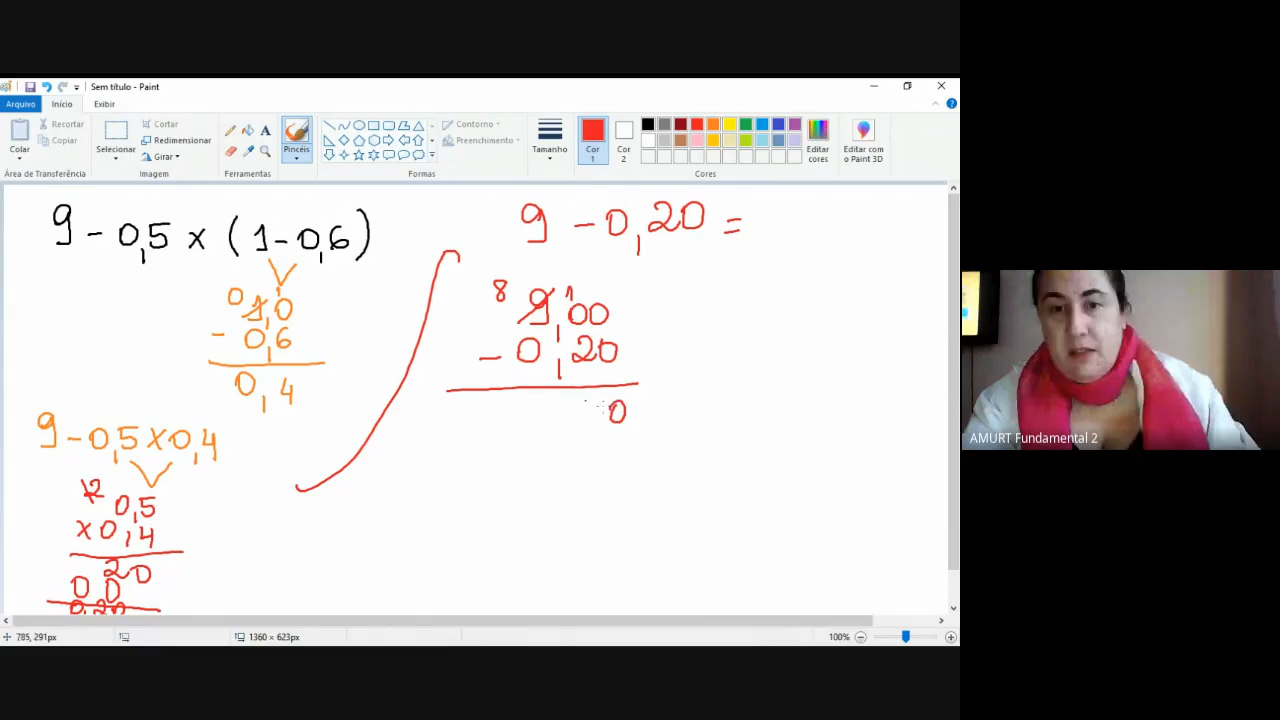 Sem título - Paint
Arquivo Início Exibir
Colar
Recortar
Copiar
Área de Transferência
Selecionar
Cortar
Redimensionar
Girar
Imagem
A
Ferramentas
Pincéis
Contorno
Preenchimento
Formas
Tamanho
Cor 1
Cor 2
Editar cores
Cores
Editar com o Paint 3D
9 - 0,5 x (1 - 0,6)
0 1,10
- 0,6
0,4
9 - 0,5 x 0,4
12
0,5
x 0,4
20
0 0
0,20
9 - 0,20 =
8 9,100
- 0,20
0
AMURT Fundamental 2
785, 291px
1360 × 623px
100%